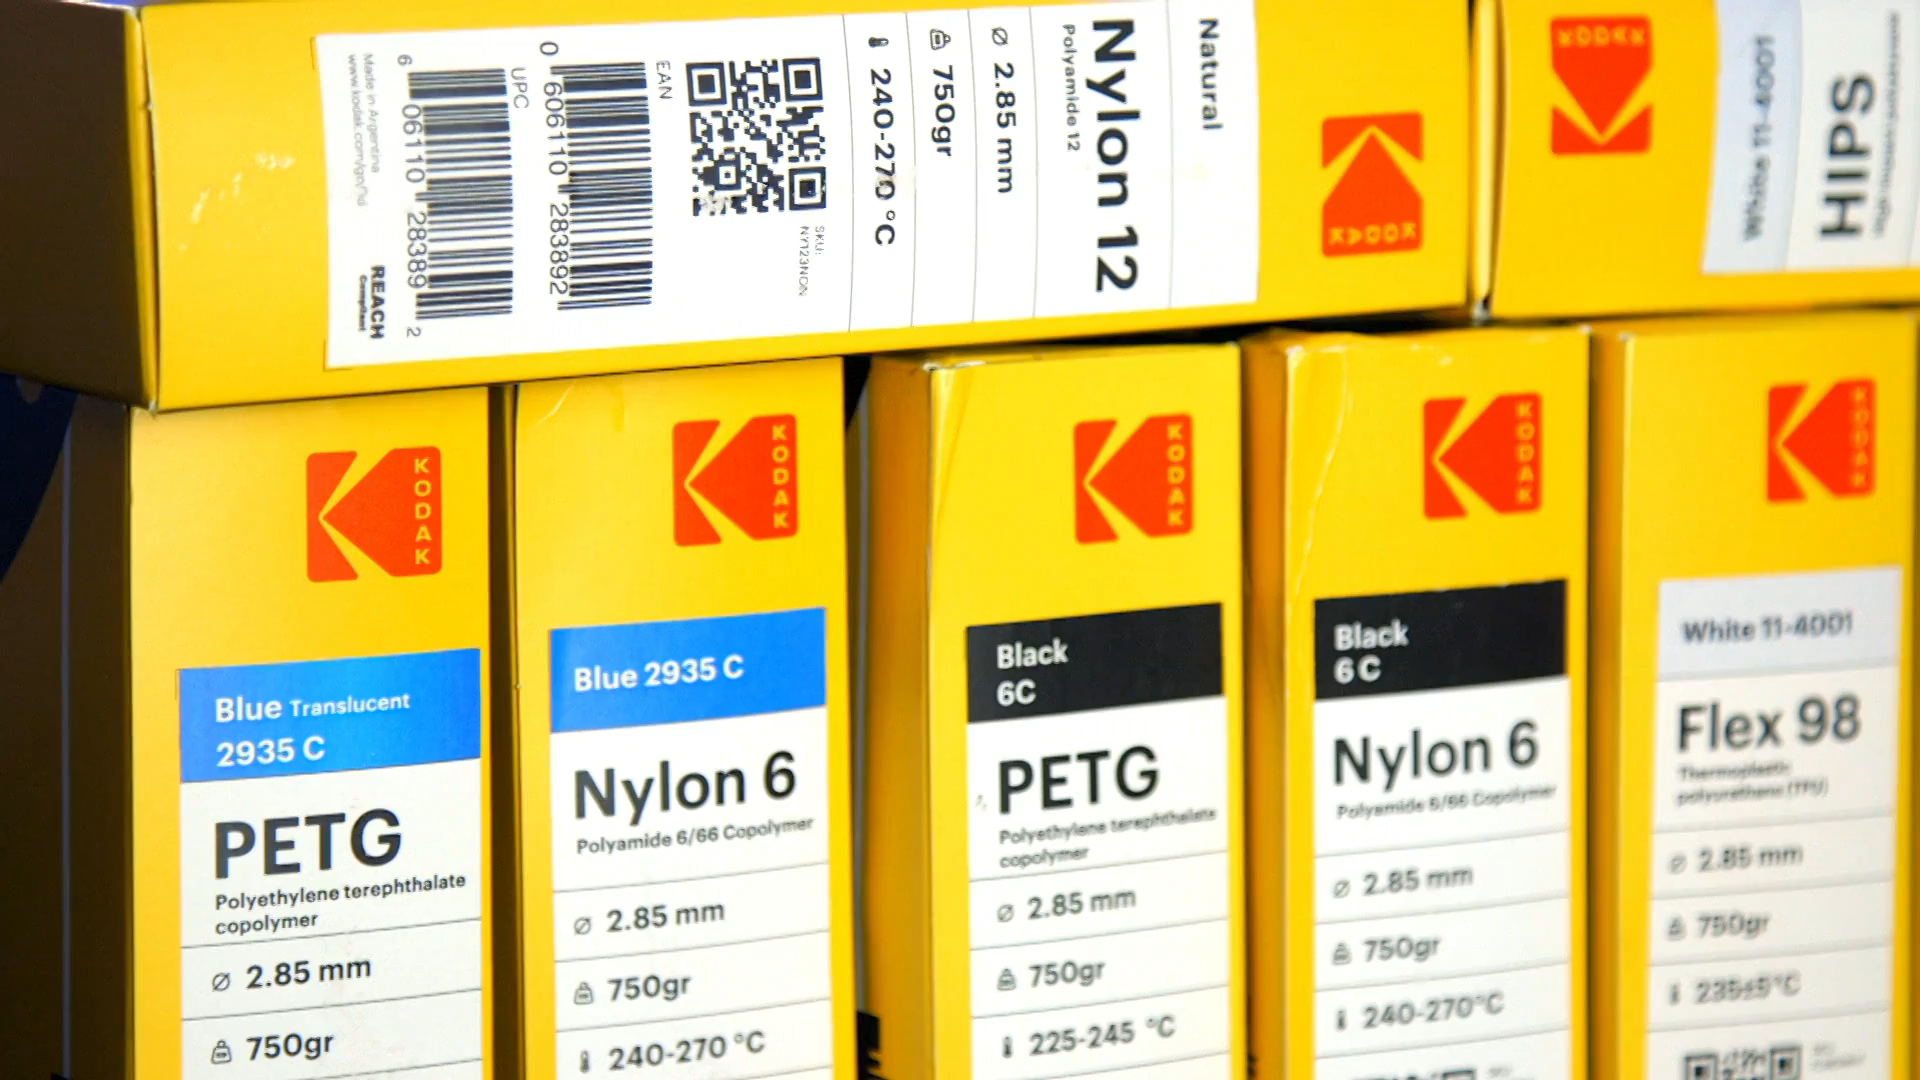 Natural
Nylon 12
Polyamide 12
2.85 mm
750gr
240-270 °C
SKU:
EAN
0 606110 283892
UPC
6 06110 28389 2
Made in Argentina
REACH
Compliant
KODAK
KODAK
White 11-4001
HIPS
KODAK
Blue Translucent
2935 C
PETG
Polyethylene terephthalate
copolymer
2.85 mm
750gr
KODAK
Blue 2935 C
Nylon 6
Polyamide 6/66 Copolymer
2.85 mm
750gr
240-270 °C
KODAK
Black
6C
PETG
Polyethylene terephthalate
copolymer
2.85 mm
750gr
225-245 °C
KODAK
Black
6 C
Nylon 6
Polyamide 6/66 Copolymer
2.85 mm
750gr
240-270°C
KODAK
White 11-4001
Flex 98
Thermoplastic
polyurethane (TPU)
2.85 mm
750gr
235±5°C